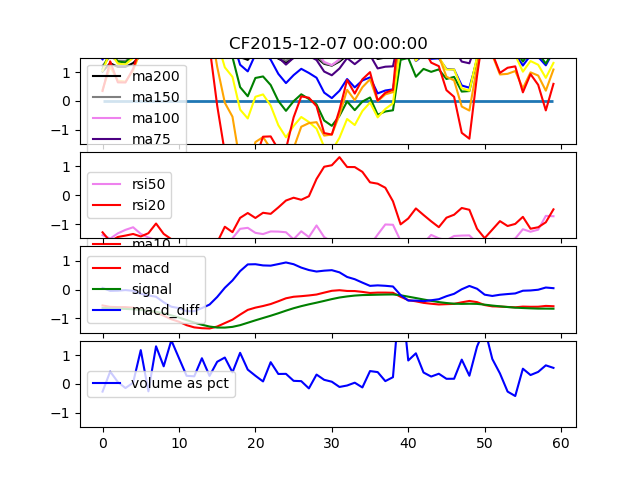 CF2015-12-07 00:00:00
1
0
−1
ma200
ma150
ma100
ma75
1
0
−1
rsi50
rsi20
ma10
1
0
−1
macd
signal
macd_diff
1
0
−1
volume as pct
0 10 20 30 40 50 60